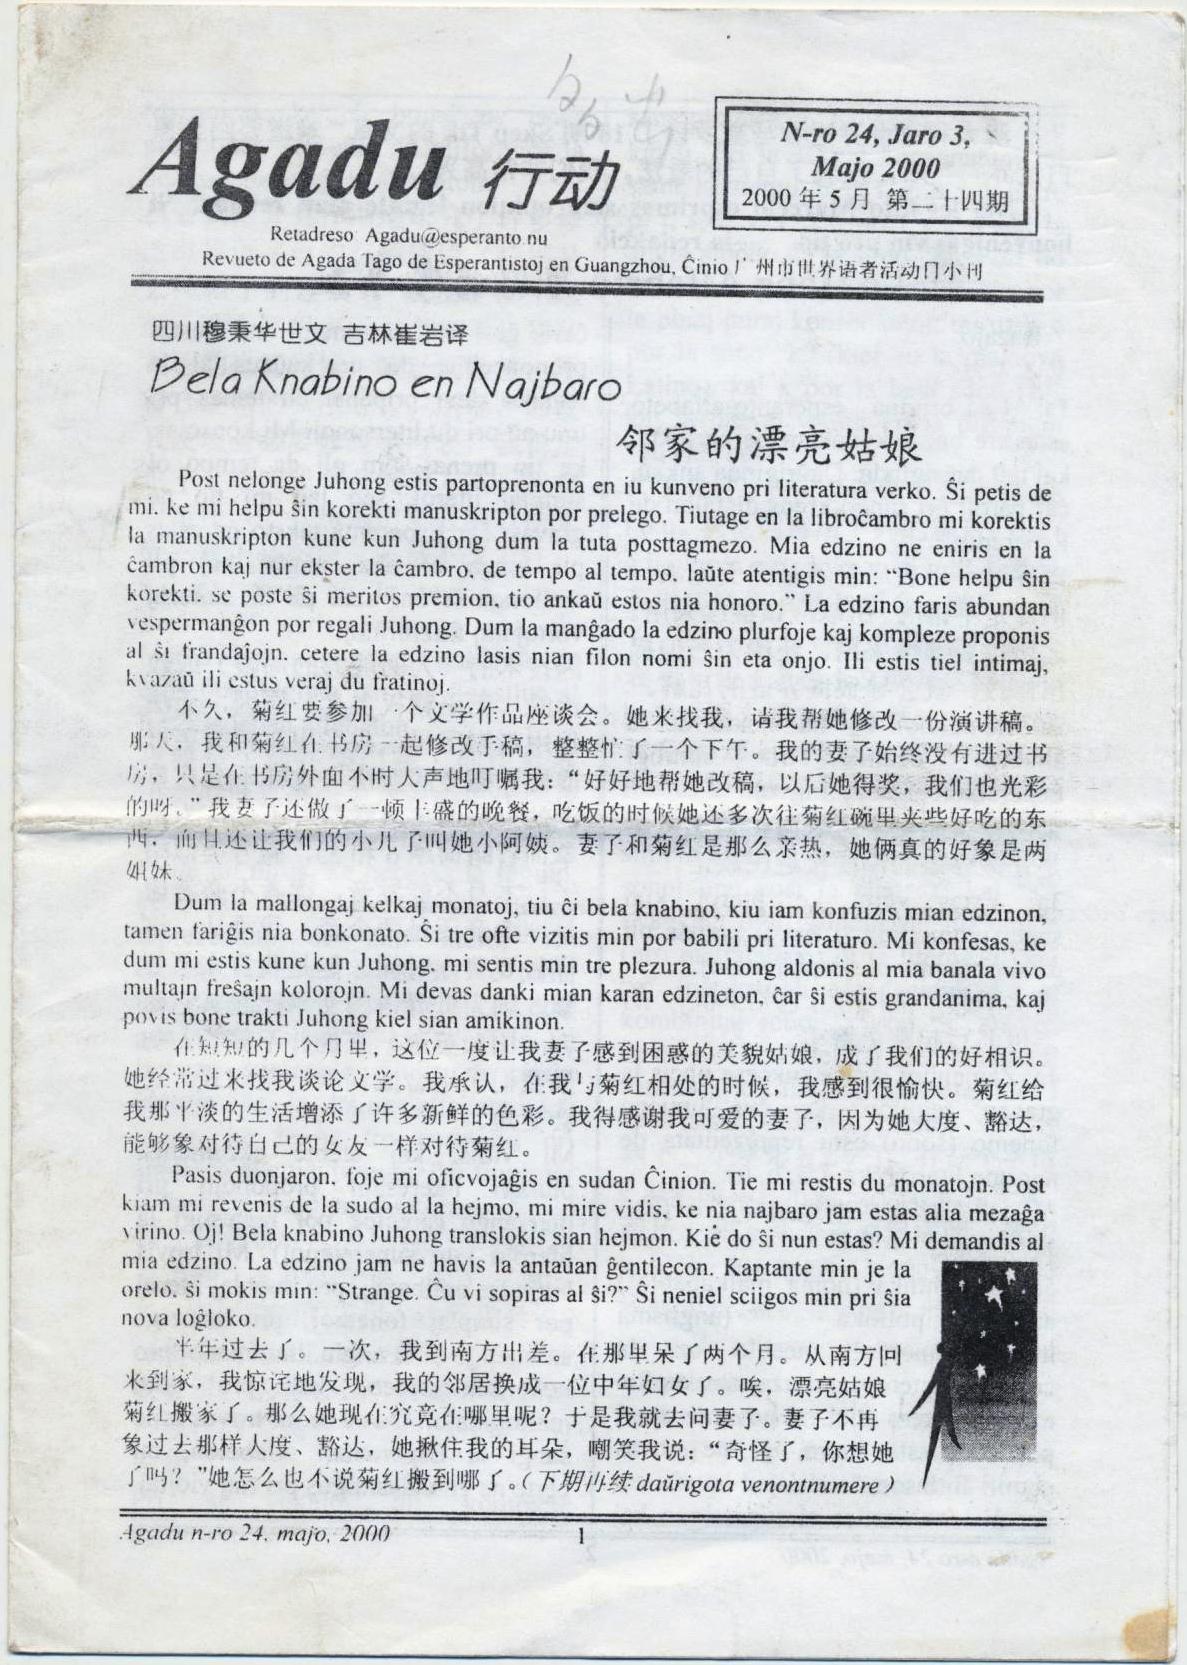 Agadu 行动
N-ro 24, Jaro 3,
Majo 2000
2000 年 5 月 第二十四期
Retadreso Agadu@esperanto.nu
Revueto de Agada Tago de Esperantistoj en Guangzhou, Ĉinio 广州市世界语者活动日小刊
四川穆秉华世文 吉林崔岩译
Bela Knabino en Najbaro
邻家的漂亮姑娘
Post nelonge Juhong estis partoprenonta en iu kunveno pri literatura verko. Ŝi petis de
mi, ke mi helpu ŝin korekti manuskripton por prelego. Tiutage en la libroĉambro mi korektis
la manuskripton kune kun Juhong dum la tuta posttagmezo. Mia edzino ne eniris en la
ĉambron kaj nur ekster la ĉambro, de tempo al tempo, laŭte atentigis min: “Bone helpu ŝin
korekti, se poste ŝi meritos premion, tio ankaŭ estos nia honoro.” La edzino faris abundan
vespermanĝon por regali Juhong. Dum la manĝado la edzino plurfoje kaj kompleze proponis
al ŝi frandaĵojn, cetere la edzino lasis nian filon nomi ŝin eta onjo. Ili estis tiel intimaj,
kvazaŭ ili estus veraj du fratinoj.
不久，菊红要参加一个文学作品座谈会。她来找我，请我帮她修改一份演讲稿。
那天，我和菊红在书房一起修改手稿，整整忙了一个下午。我的妻子始终没有进过书
房，只是在书房外面不时大声地叮嘱我：“好好地帮她改稿，以后她得奖，我们也光彩
的呀。”我妻子还做了一顿丰盛的晚餐，吃饭的时候她还多次往菊红碗里夹些好吃的东
西，而且还让我们的小儿子叫她小阿姨。妻子和菊红是那么亲热，她俩真的好象是两
姐妹。
Dum la mallongaj kelkaj monatoj, tiu ĉi bela knabino, kiu iam konfuzis mian edzinon,
tamen fariĝis nia bonkonato. Ŝi tre ofte vizitis min por babili pri literaturo. Mi konfesas, ke
dum mi estis kune kun Juhong, mi sentis min tre plezura. Juhong aldonis al mia banala vivo
multajn freŝajn kolorojn. Mi devas danki mian karan edzineton, ĉar ŝi estis grandanima, kaj
povis bone trakti Juhong kiel sian amikinon.
在短短的几个月里，这位一度让我妻子感到困惑的美貌姑娘，成了我们的好相识。
她经常过来找我谈论文学。我承认，在我与菊红相处的时候，我感到很愉快。菊红给
我那平淡的生活增添了许多新鲜的色彩。我得感谢我可爱的妻子，因为她大度、豁达，
能够象对待自己的女友一样对待菊红。
Pasis duonjaron, foje mi oficvojaĝis en sudan Ĉinion. Tie mi restis du monatojn. Post
kiam mi revenis de la sudo al la hejmo, mi mire vidis, ke nia najbaro jam estas alia mezaĝa
virino. Oj! Bela knabino Juhong translokis sian hejmon. Kie do ŝi nun estas? Mi demandis al
mia edzino. La edzino jam ne havis la antaŭan ĝentilecon. Kaptante min je la
orelo, ŝi mokis min: “Strange. Ĉu vi sopiras al ŝi?” Ŝi neniel sciigos min pri ŝia
nova loĝloko.
半年过去了。一次，我到南方出差。在那里呆了两个月。从南方回
来到家，我惊诧地发现，我的邻居换成一位中年妇女了。唉，漂亮姑娘
菊红搬家了。那么她现在究竟在哪里呢？于是我就去问妻子。妻子不再
象过去那样大度、豁达，她揪住我的耳朵，嘲笑我说：“奇怪了，你想她
了吗？”她怎么也不说菊红搬到哪了。（下期再续 daŭrigota venontnumere）
Agadu n-ro 24, majo, 2000 1